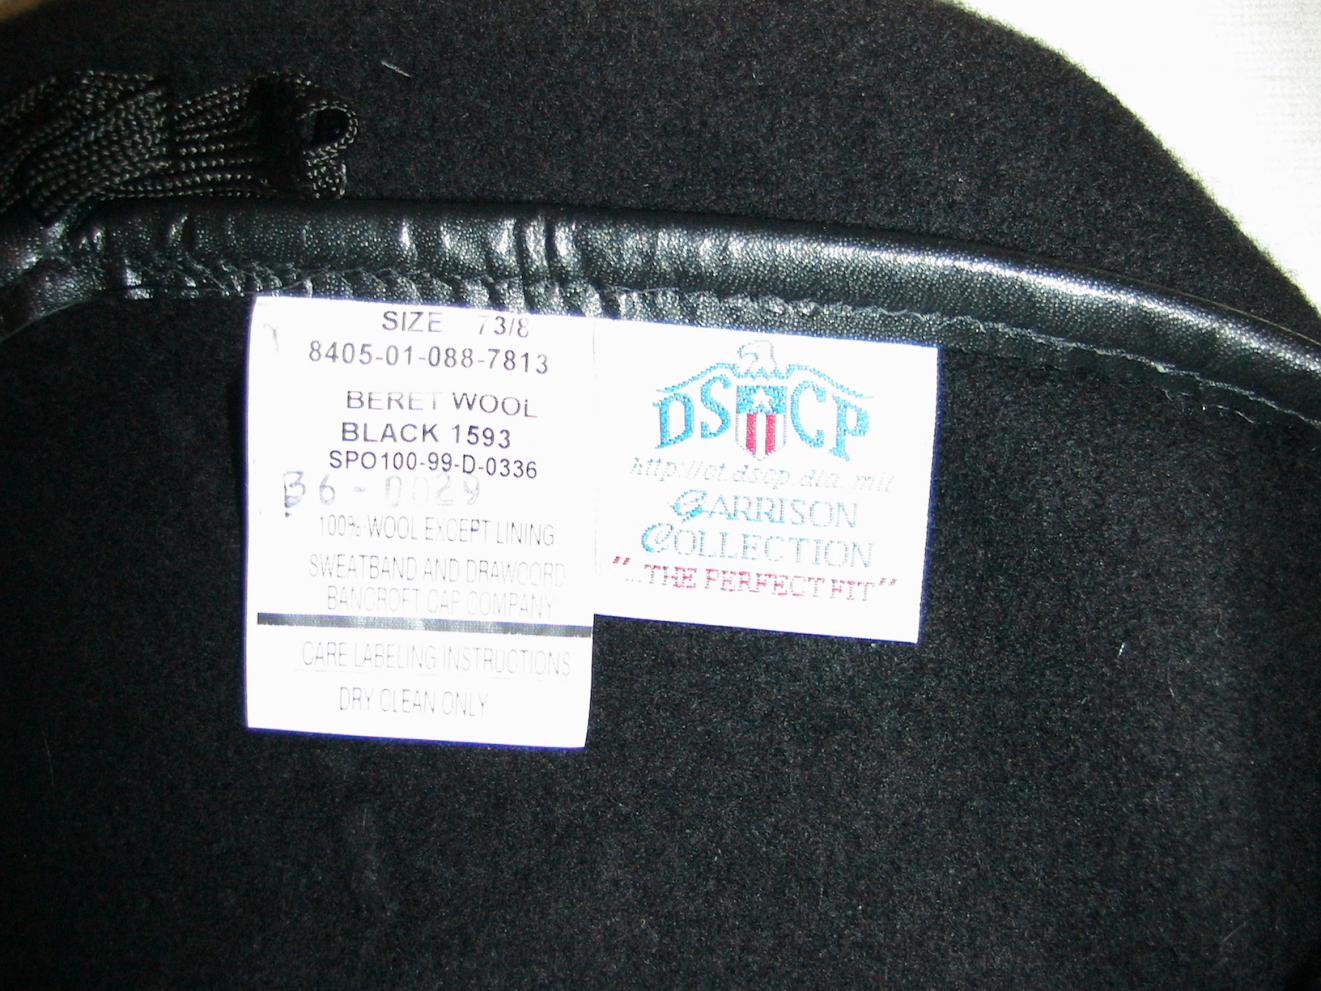 SIZE 73/8
8405-01-088-7813
BERET WOOL
BLACK 1593
SPO100-99-D-0336
B6-0029
100% WOOL EXCEPT LINING
SWEATBAND AND DRAWCORD
BANCROFT CAP COMPANY
CARE LABELING INSTRUCTIONS
DRY CLEAN ONLY
DSCP
http://ct.dscp.dla.mil
GARRISON
COLLECTION
"...THE PERFECT FIT"